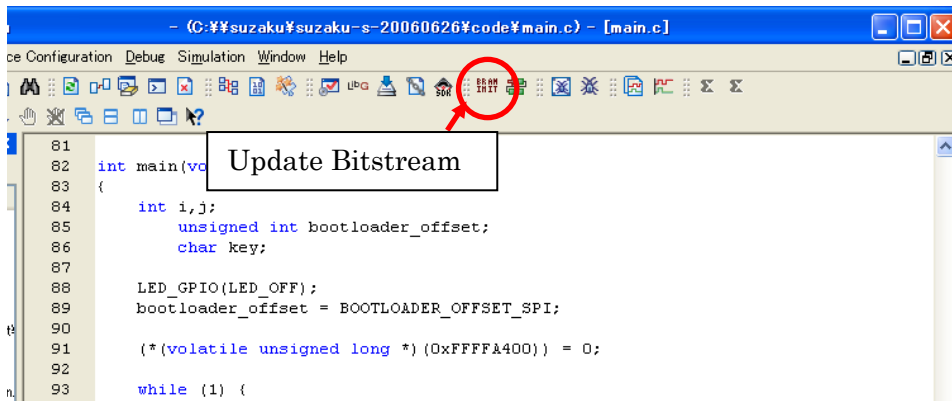 - (C:¥¥suzaku¥suzaku-s-20060626¥code¥main.c) - [main.c]
ce Configuration Debug Simulation Window Help
LibG
SDK
BRAM
INIT
Σ Σ
Update Bitstream
81
82 int main(vo
83 {
84 int i,j;
85 unsigned int bootloader_offset;
86 char key;
87
88 LED_GPIO(LED_OFF);
89 bootloader_offset = BOOTLOADER_OFFSET_SPI;
90
91 (*(volatile unsigned long *)(0xFFFFA400)) = 0;
92
93 while (1) {